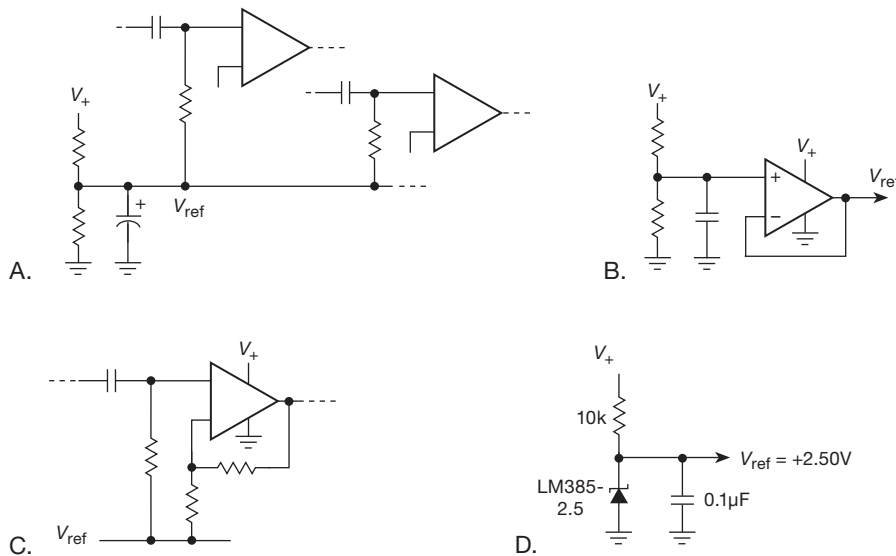 V+
+
Vref
A.
V+
V+
+
−
Vref
B.
V+
Vref
C.
V+
10k
Vref = +2.50V
LM385-
2.5
0.1µF
D.